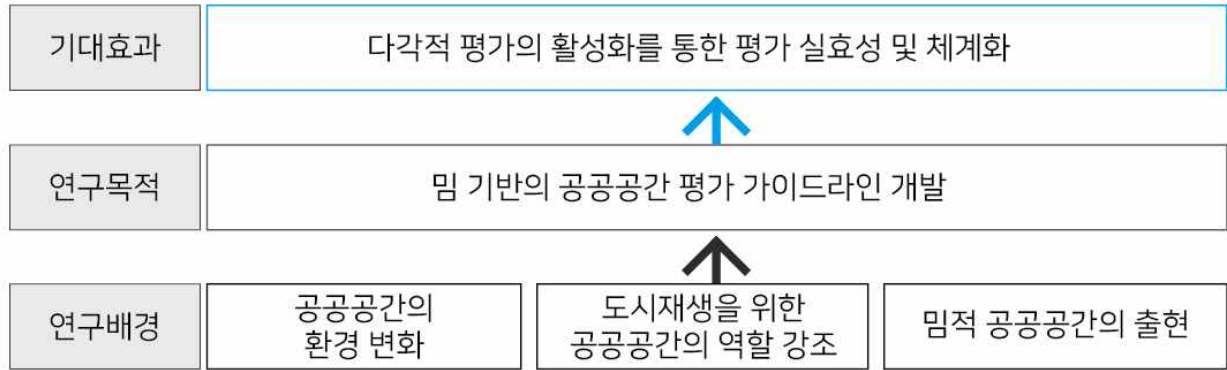 기대효과
다각적 평가의 활성화를 통한 평가 실효성 및 체계화
연구목적
밈 기반의 공공공간 평가 가이드라인 개발
연구배경
공공공간의
환경 변화
도시재생을 위한
공공공간의 역할 강조
밈적 공공공간의 출현